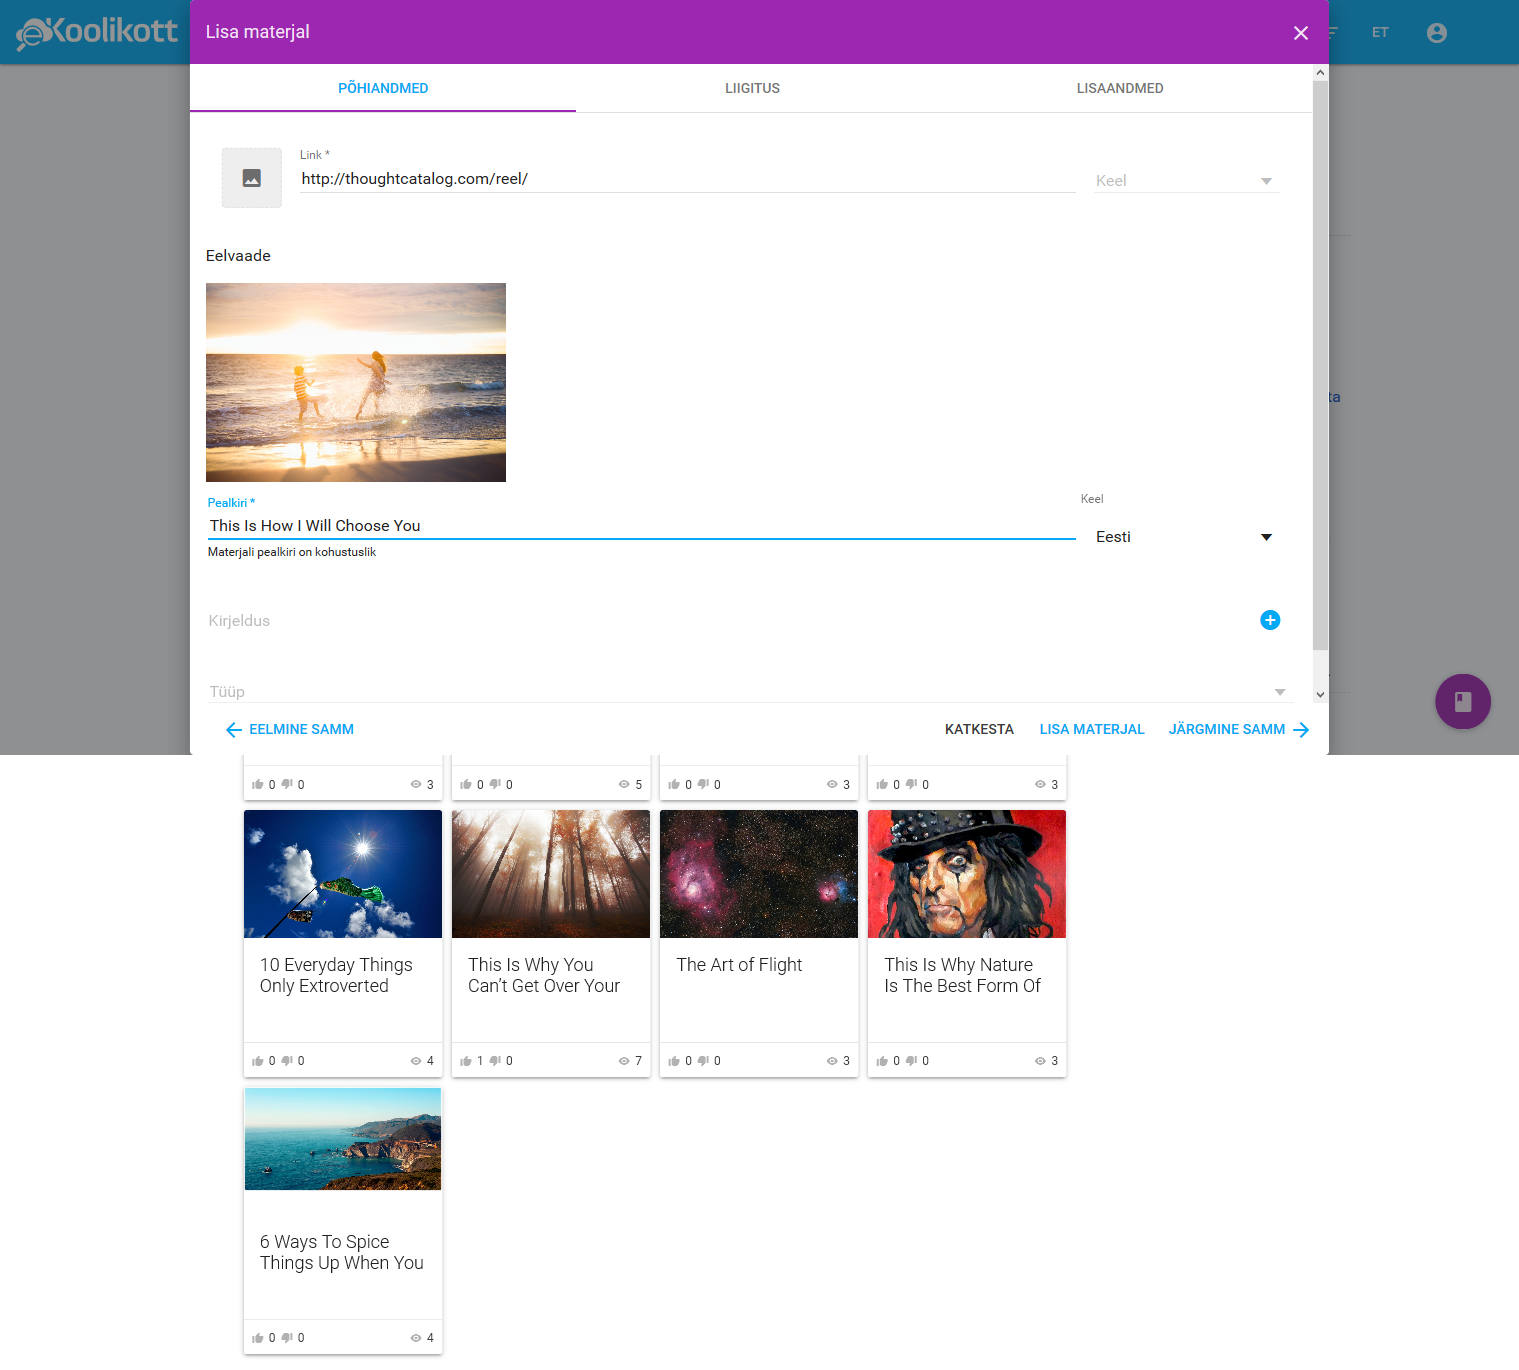 eKoolikott
Lisa materjal
ET
PÕHIANDMED
LIIGITUS
LISAANDMED
Link *
http://thoughtcatalog.com/reel/
Keel
Eelvaade
ta
Pealkiri *
Keel
This Is How I Will Choose You
Eesti
Materjali pealkiri on kohustuslik
Kirjeldus
Tüüp
EELMINE SAMM
KATKESTA
LISA MATERJAL
JÄRGMINE SAMM
0 0 3
0 0 5
0 0 3
0 0 3
10 Everyday Things
Only Extroverted
0 0 4
This Is Why You
Can’t Get Over Your
1 0 7
The Art of Flight
0 0 3
This Is Why Nature
Is The Best Form Of
0 0 3
6 Ways To Spice
Things Up When You
0 0 4